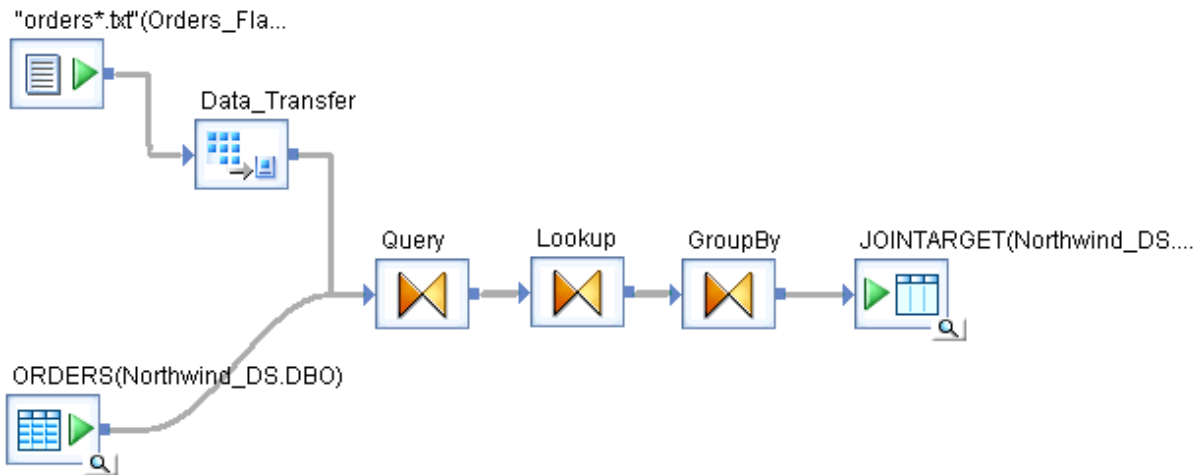 "orders*.txt"(Orders_Fla...
Data_Transfer
Query
Lookup
GroupBy
JOINTARGET(Northwind_DS....
ORDERS(Northwind_DS.DBO)